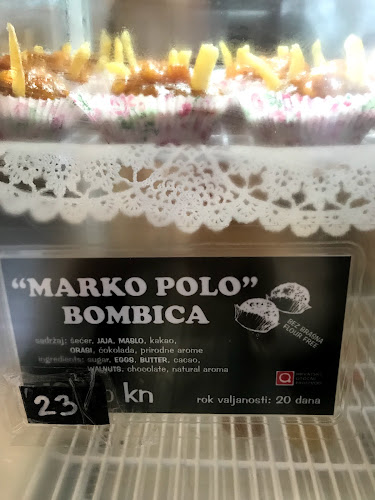 "MARKO POLO"
BOMBICA
BEZ BRAŠNA
FLOUR FREE
sadržaj: šećer, JAJA, MASLO, kakao,
ORASI, čokolada, prirodne arome
ingredients: sugar, EGGS, BUTTER, cacao,
WALNUTS, chocolate, natural aroma
23 kn
rok valjanosti: 20 dana